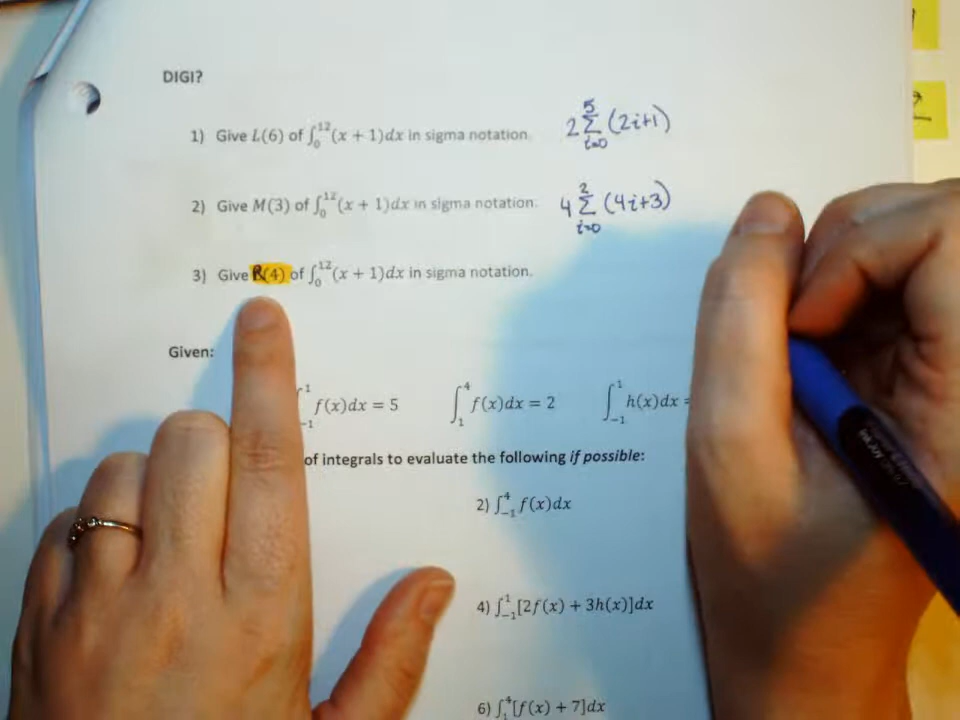 DIGI?
1) Give L(6) of ∫₀¹²(x + 1)dx in sigma notation. 2 Σ_{i=0}^{5} (2i+1)
2) Give M(3) of ∫₀¹²(x + 1)dx in sigma notation. 4 Σ_{i=0}^{2} (4i+3)
3) Give R(4) of ∫₀¹²(x + 1)dx in sigma notation.
Given:
∫₋₁¹ f(x)dx = 5 ∫₁⁴ f(x)dx = 2 ∫₋₁¹ h(x)dx =
of integrals to evaluate the following if possible:
2) ∫₋₁⁴ f(x)dx
4) ∫₋₁¹[2f(x) + 3h(x)]dx
6) ∫₁⁴[f(x) + 7]dx